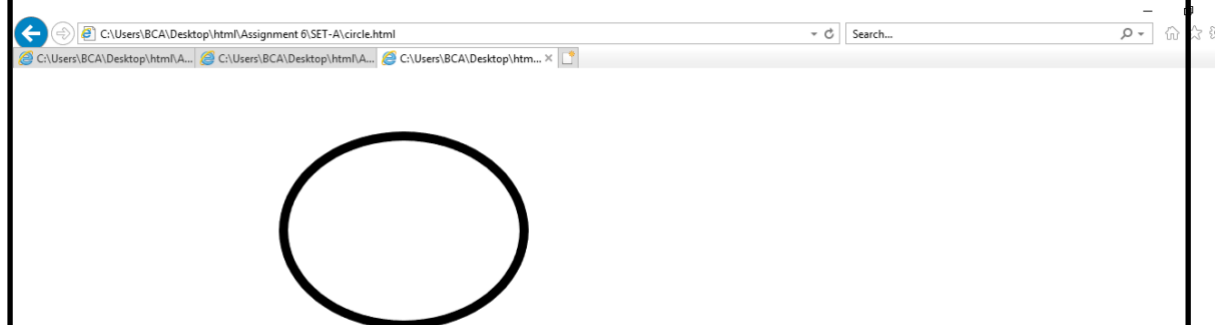 C:\Users\BCA\Desktop\html\Assignment 6\SET-A\circle.html Search...
C:\Users\BCA\Desktop\html\A... C:\Users\BCA\Desktop\html\A... C:\Users\BCA\Desktop\htm...